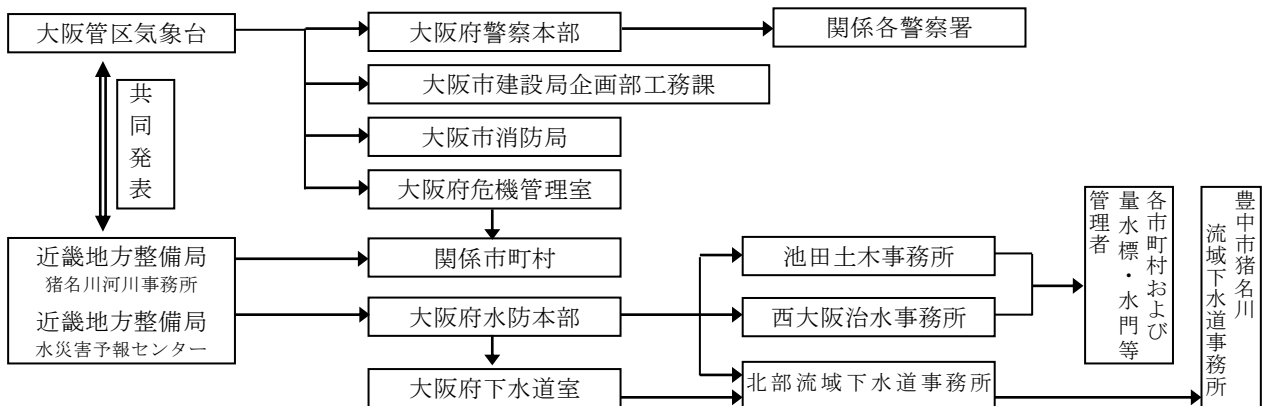 大阪管区気象台
共同発表
近畿地方整備局
猪名川河川事務所
近畿地方整備局
水災害予報センター
大阪府警察本部
大阪市建設局企画部工務課
大阪市消防局
大阪府危機管理室
関係市町村
大阪府水防本部
大阪府下水道室
関係各警察署
池田土木事務所
西大阪治水事務所
北部流域下水道事務所
各市町村および
量水標・水門等
管理者
豊中市猪名川
流域下水道事務所